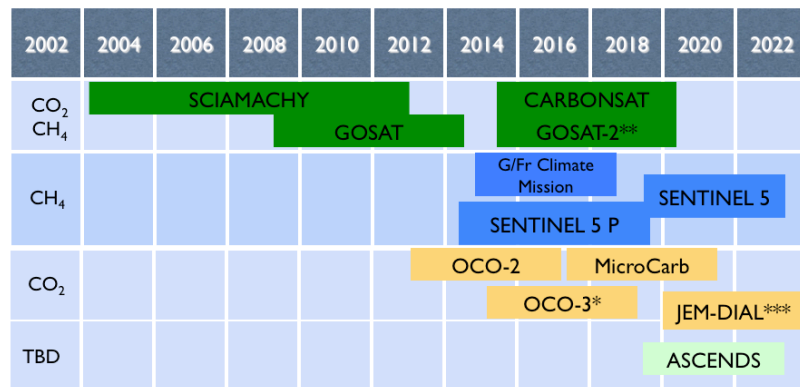 2002 2004 2006 2008 2010 2012 2014 2016 2018 2020 2022
CO₂
CH₄
SCIAMACHY
CARBONSAT
GOSAT
GOSAT-2**
CH₄
G/Fr Climate
Mission
SENTINEL 5
SENTINEL 5 P
CO₂
OCO-2
MicroCarb
OCO-3*
JEM-DIAL***
TBD
ASCENDS